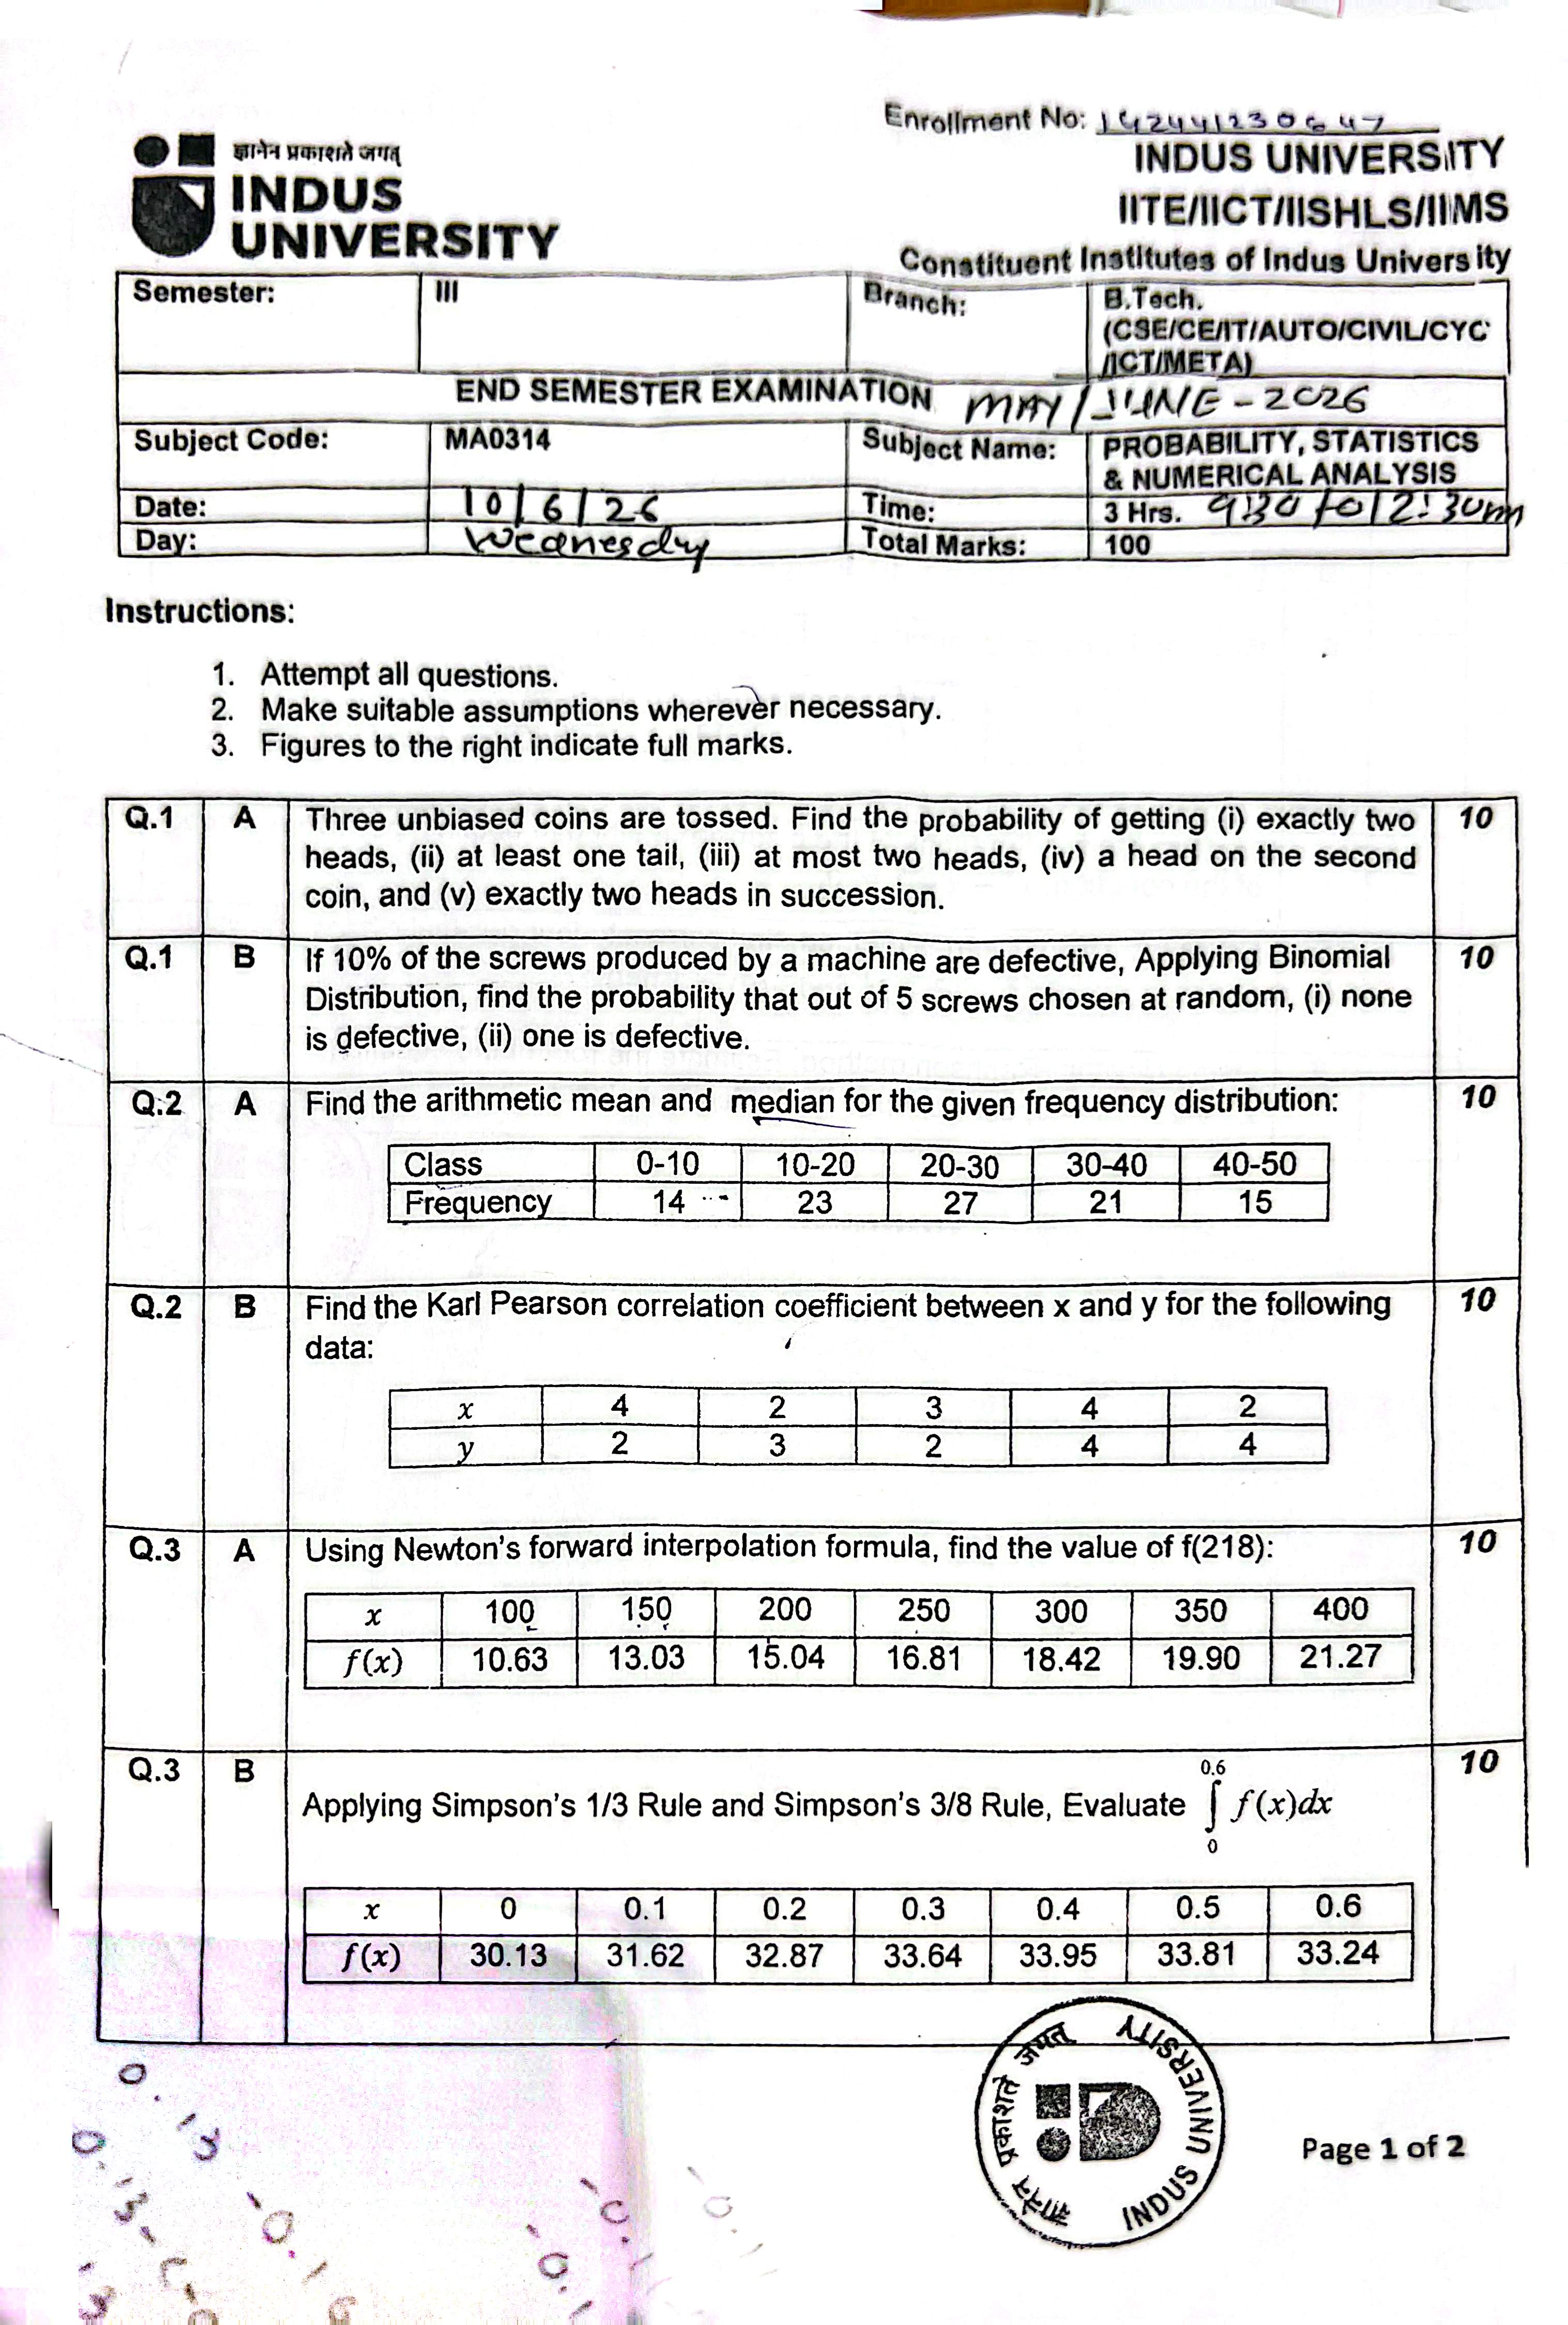 Enrollment No: 142441230647
ज्ञानेन प्रकाशते जगत्
INDUS
UNIVERSITY
INDUS UNIVERSITY
IITE/IICT/IISHLS/IIMS
Constituent Institutes of Indus University
Semester: III Branch: B.Tech.
(CSE/CE/IT/AUTO/CIVIL/CYC
/ICT/META)
END SEMESTER EXAMINATION MAY/JUNE-2026
Subject Code: MA0314 Subject Name: PROBABILITY, STATISTICS
& NUMERICAL ANALYSIS
Date: 10/6/26 Time: 3 Hrs. 9:30 to 12:30
Day: Wednesday Total Marks: 100
Instructions:
1. Attempt all questions.
2. Make suitable assumptions wherever necessary.
3. Figures to the right indicate full marks.
Q.1 A Three unbiased coins are tossed. Find the probability of getting (i) exactly two 10
heads, (ii) at least one tail, (iii) at most two heads, (iv) a head on the second
coin, and (v) exactly two heads in succession.
Q.1 B If 10% of the screws produced by a machine are defective, Applying Binomial 10
Distribution, find the probability that out of 5 screws chosen at random, (i) none
is defective, (ii) one is defective.
Q.2 A Find the arithmetic mean and median for the given frequency distribution: 10
Class 0-10 10-20 20-30 30-40 40-50
Frequency 14 23 27 21 15
Q.2 B Find the Karl Pearson correlation coefficient between x and y for the following 10
data:
x 4 2 3 4 2
y 2 3 2 4 4
Q.3 A Using Newton's forward interpolation formula, find the value of f(218): 10
x 100 150 200 250 300 350 400
f(x) 10.63 13.03 15.04 16.81 18.42 19.90 21.27
Q.3 B Applying Simpson's 1/3 Rule and Simpson's 3/8 Rule, Evaluate ∫₀^0.6 f(x)dx 10
x 0 0.1 0.2 0.3 0.4 0.5 0.6
f(x) 30.13 31.62 32.87 33.64 33.95 33.81 33.24
ज्ञानेन प्रकाशते जगत् INDUS UNIVERSITY
Page 1 of 2
0.13